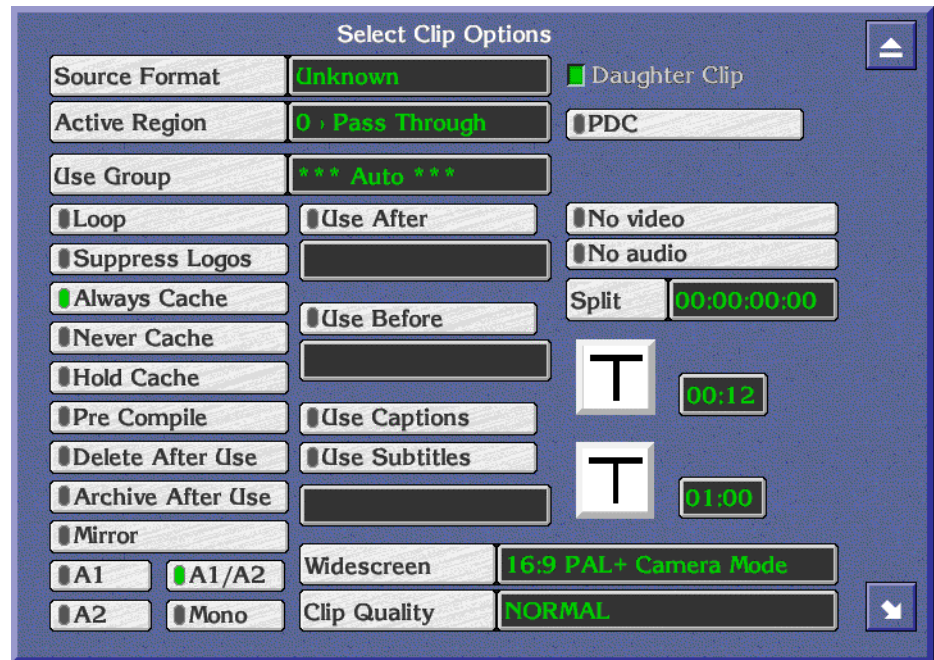 Select Clip Options
Source Format Unknown Daughter Clip
Active Region 0 › Pass Through PDC
Use Group *** Auto ***
Loop Use After No video
Suppress Logos No audio
Always Cache Split 00:00:00:00
Use Before
Never Cache
Hold Cache T 00:12
Pre Compile Use Captions
Delete After Use Use Subtitles
Archive After Use T 01:00
Mirror
A1 A1/A2 Widescreen 16:9 PAL+ Camera Mode
A2 Mono Clip Quality NORMAL